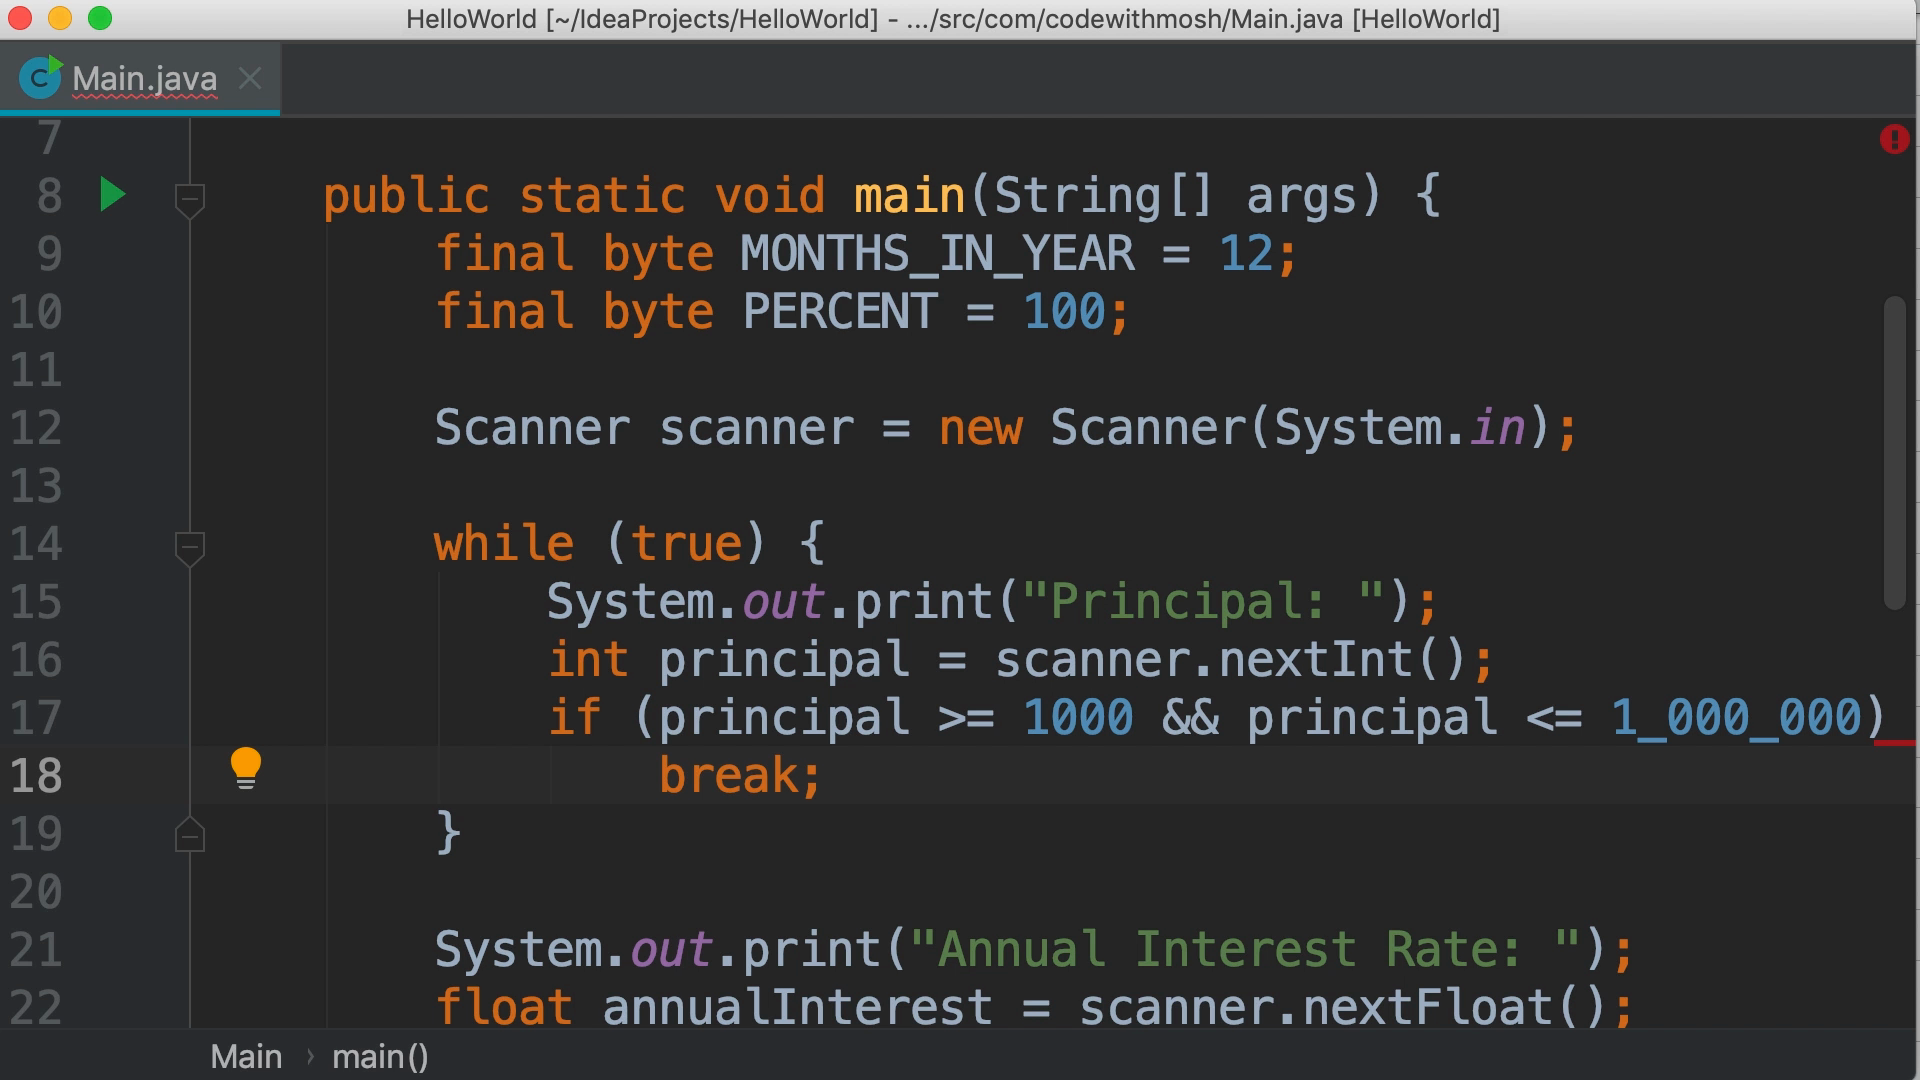 HelloWorld [~/IdeaProjects/HelloWorld] - .../src/com/codewithmosh/Main.java [HelloWorld]
C Main.java
7
8 public static void main(String[] args) {
9 final byte MONTHS_IN_YEAR = 12;
10 final byte PERCENT = 100;
11
12 Scanner scanner = new Scanner(System.in);
13
14 while (true) {
15 System.out.print("Principal: ");
16 int principal = scanner.nextInt();
17 if (principal >= 1000 && principal <= 1_000_000)
18 break;
19 }
20
21 System.out.print("Annual Interest Rate: ");
22 float annualInterest = scanner.nextFloat();
Main › main()